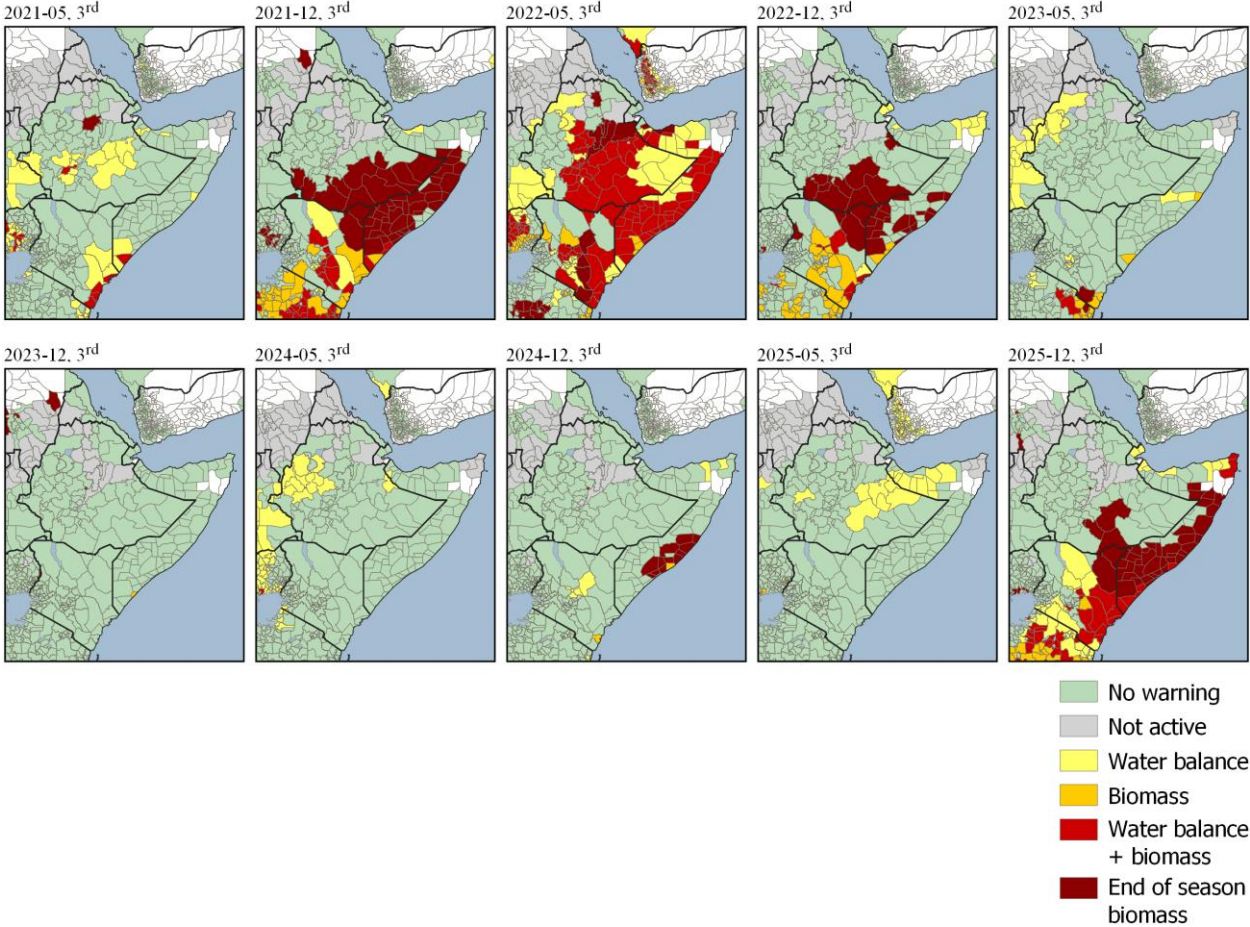 2021-05, 3rd
2021-12, 3rd
2022-05, 3rd
2022-12, 3rd
2023-05, 3rd
2023-12, 3rd
2024-05, 3rd
2024-12, 3rd
2025-05, 3rd
2025-12, 3rd
No warning
Not active
Water balance
Biomass
Water balance
+ biomass
End of season
biomass